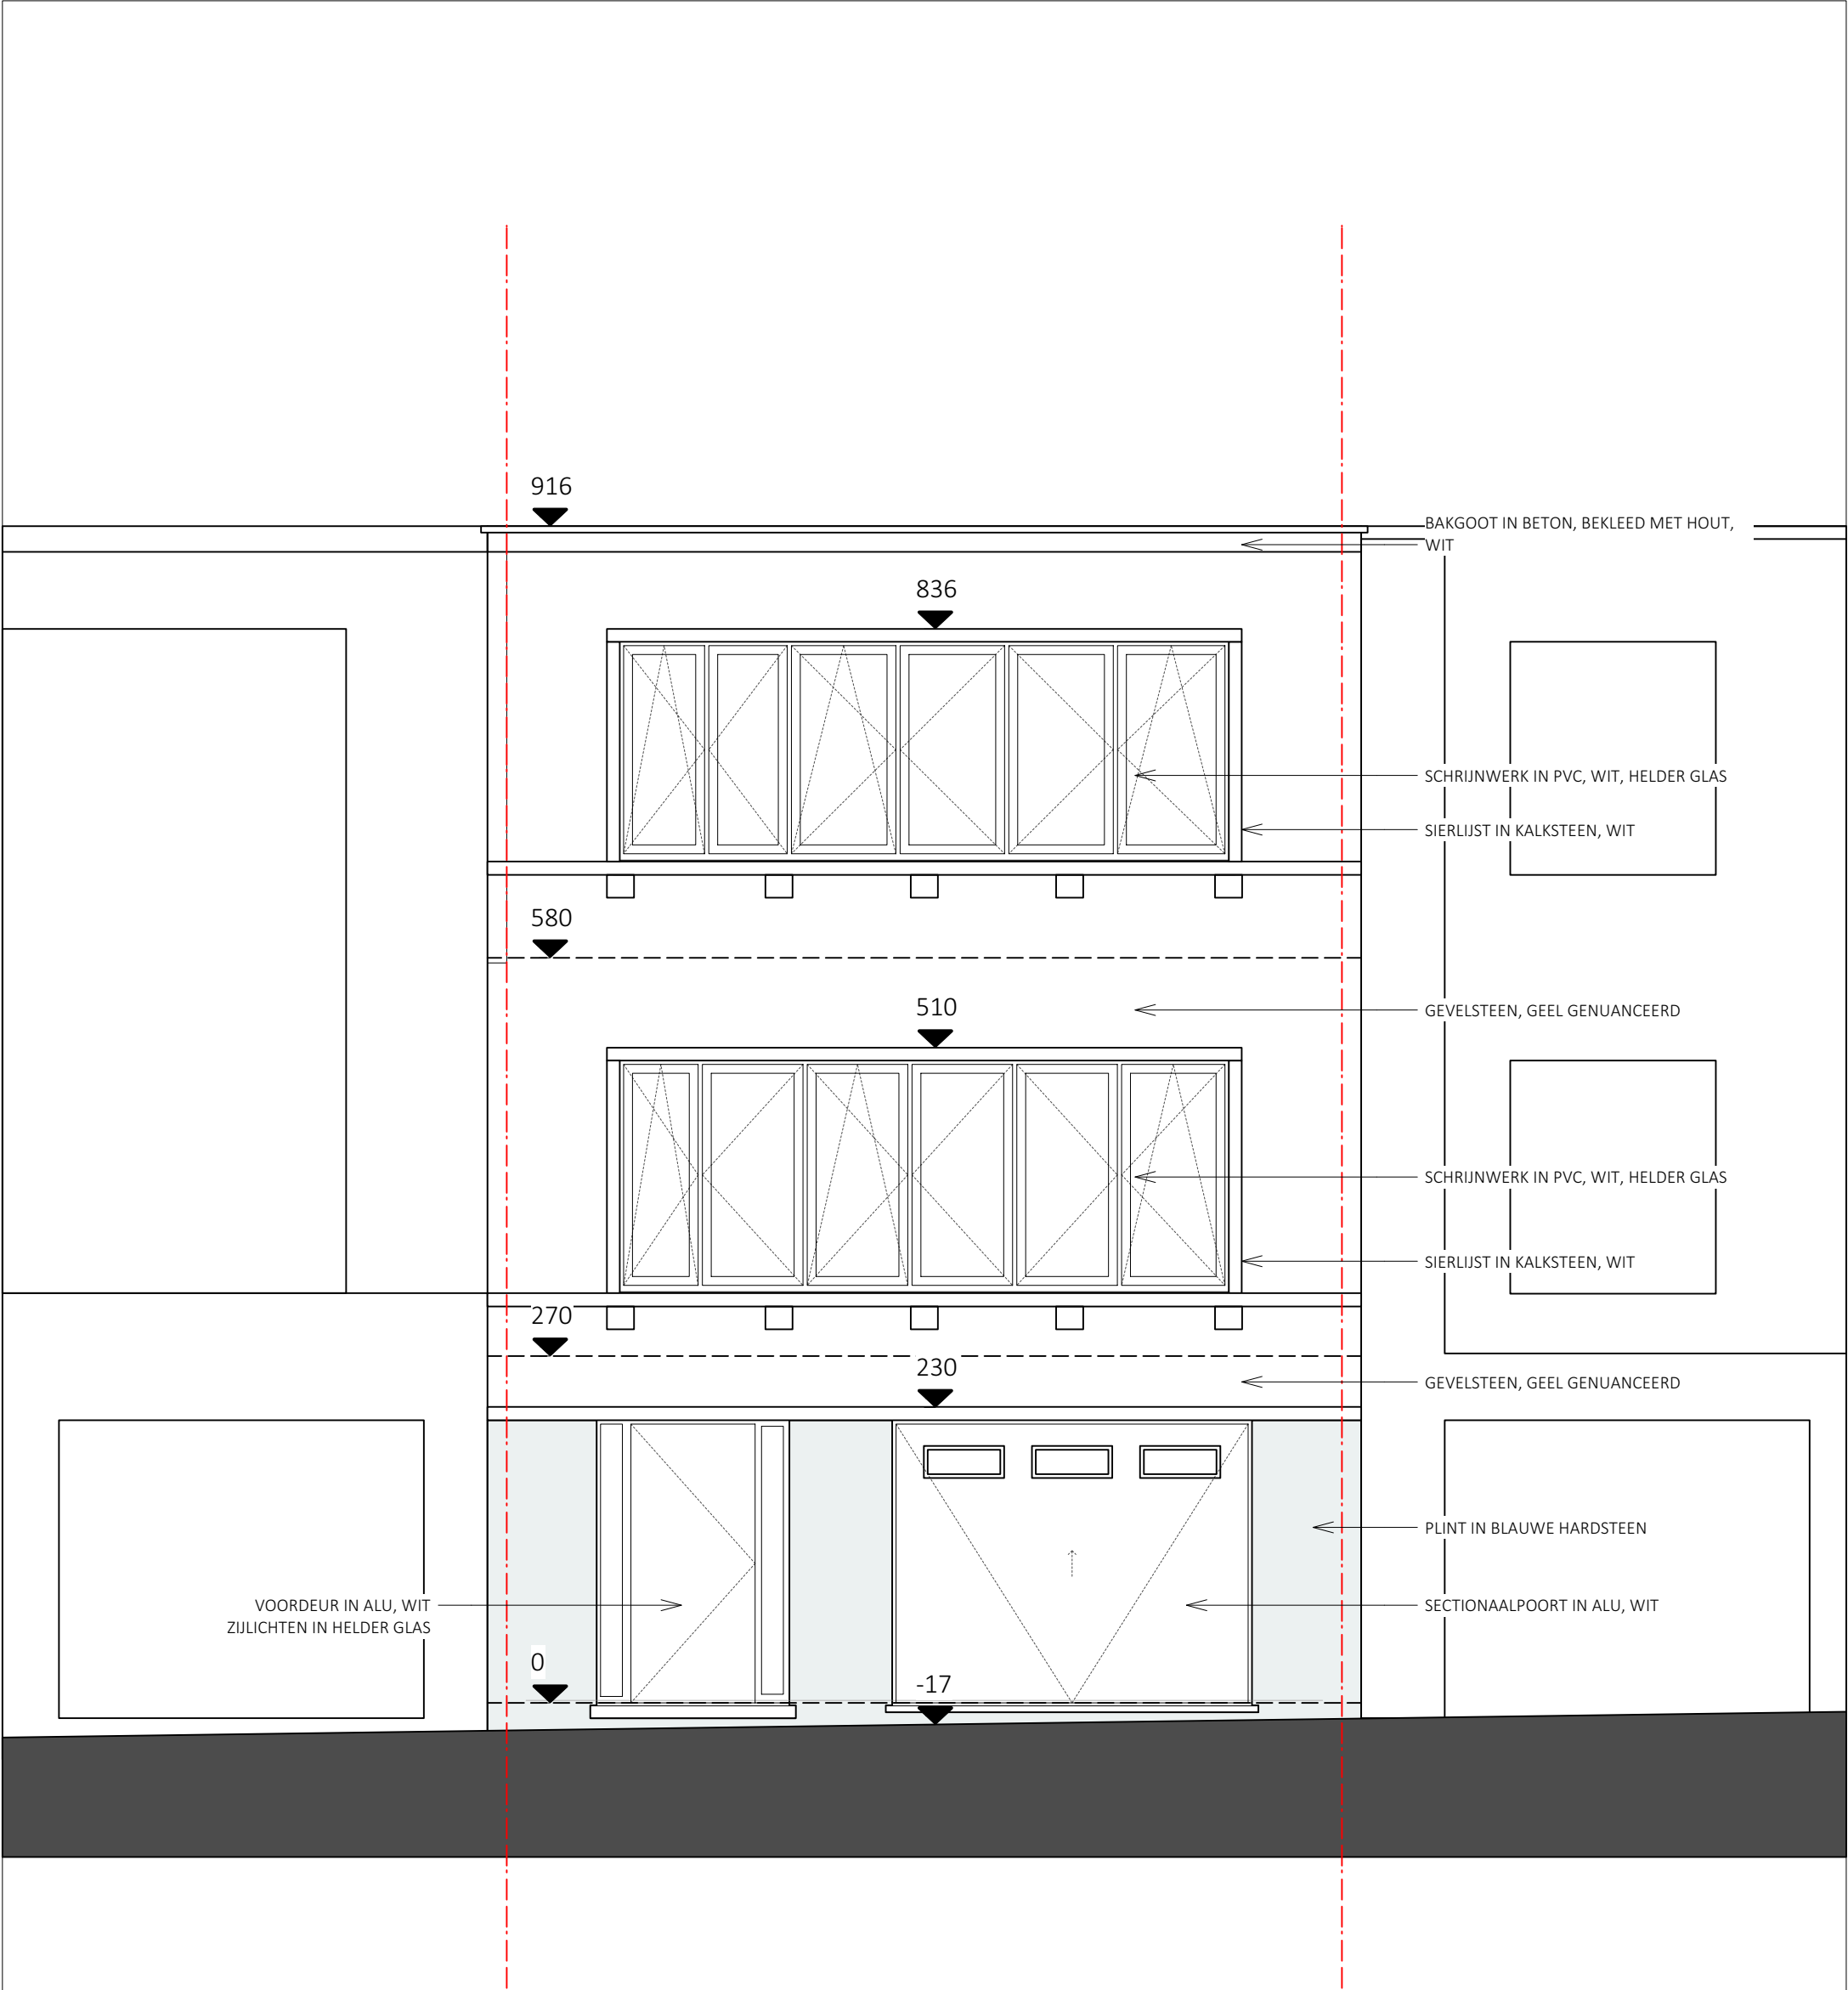 916
BAKGOOT IN BETON, BEKLEED MET HOUT,
WIT
836
SCHRIJNWERK IN PVC, WIT, HELDER GLAS
SIERLIJST IN KALKSTEEN, WIT
580
510
GEVELSTEEN, GEEL GENUANCEERD
SCHRIJNWERK IN PVC, WIT, HELDER GLAS
SIERLIJST IN KALKSTEEN, WIT
270
230
GEVELSTEEN, GEEL GENUANCEERD
PLINT IN BLAUWE HARDSTEEN
VOORDEUR IN ALU, WIT
ZIJLICHTEN IN HELDER GLAS
SECTIONAALPOORT IN ALU, WIT
0
-17